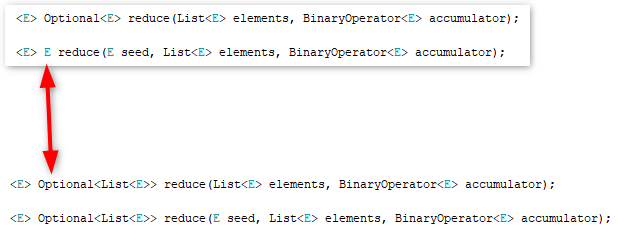 <E> Optional<E> reduce(List<E> elements, BinaryOperator<E> accumulator);
<E> E reduce(E seed, List<E> elements, BinaryOperator<E> accumulator);
<E> Optional<List<E>> reduce(List<E> elements, BinaryOperator<E> accumulator);
<E> Optional<List<E>> reduce(E seed, List<E> elements, BinaryOperator<E> accumulator);